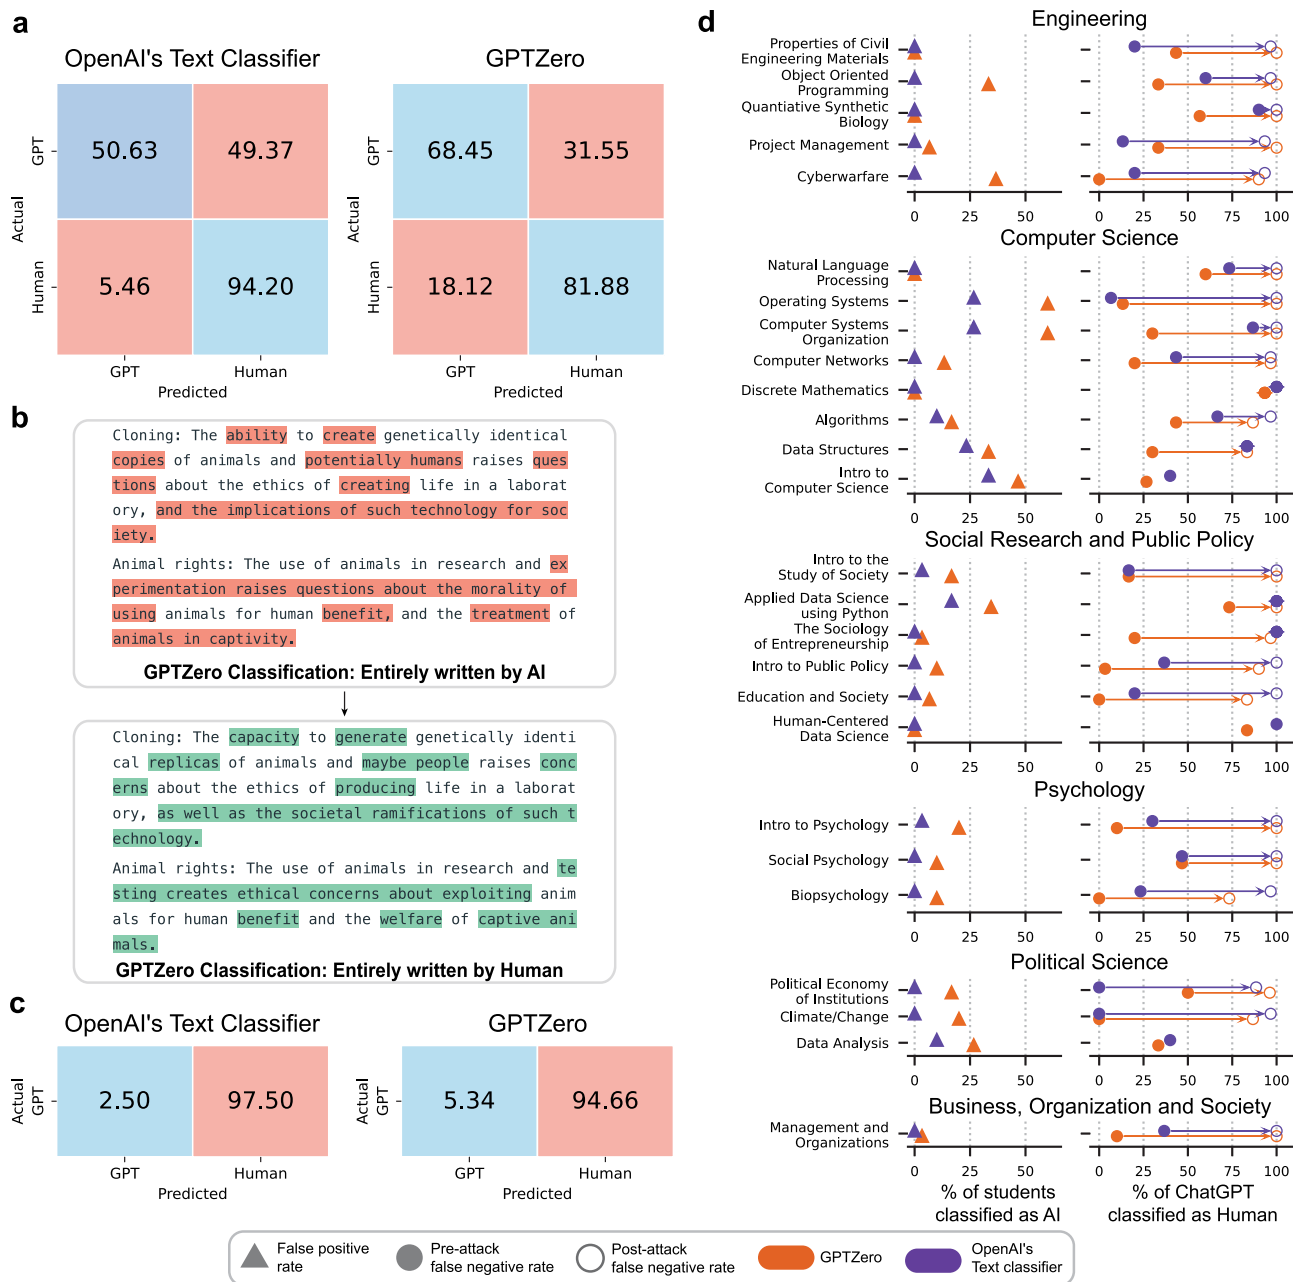 a
OpenAI's Text Classifier
GPTZero
Actual
GPT
Human
50.63
49.37
5.46
94.20
GPT
Human
Predicted
Actual
GPT
Human
68.45
31.55
18.12
81.88
GPT
Human
Predicted
b
Cloning: The ability to create genetically identical
copies of animals and potentially humans raises ques
tions about the ethics of creating life in a laborat
ory, and the implications of such technology for soc
iety.
Animal rights: The use of animals in research and ex
perimentation raises questions about the morality of
using animals for human benefit, and the treatment of
animals in captivity.
GPTZero Classification: Entirely written by AI
Cloning: The capacity to generate genetically identi
cal replicas of animals and maybe people raises conc
erns about the ethics of producing life in a laborat
ory, as well as the societal ramifications of such t
echnology.
Animal rights: The use of animals in research and te
sting creates ethical concerns about exploiting anim
als for human benefit and the welfare of captive ani
mals.
GPTZero Classification: Entirely written by Human
c
OpenAI's Text Classifier
GPTZero
Actual
GPT
2.50
97.50
GPT
Human
Predicted
Actual
GPT
5.34
94.66
GPT
Human
Predicted
d
Engineering
Properties of Civil
Engineering Materials
Object Oriented
Programming
Quantiative Synthetic
Biology
Project Management
Cyberwarfare
0 25 50
0 25 50 75 100
Computer Science
Natural Language
Processing
Operating Systems
Computer Systems
Organization
Computer Networks
Discrete Mathematics
Algorithms
Data Structures
Intro to
Computer Science
0 25 50
0 25 50 75 100
Social Research and Public Policy
Intro to the
Study of Society
Applied Data Science
using Python
The Sociology
of Entrepreneurship
Intro to Public Policy
Education and Society
Human-Centered
Data Science
0 25 50
0 25 50 75 100
Psychology
Intro to Psychology
Social Psychology
Biopsychology
0 25 50
0 25 50 75 100
Political Science
Political Economy
of Institutions
Climate/Change
Data Analysis
0 25 50
0 25 50 75 100
Business, Organization and Society
Management and
Organizations
0 25 50
0 25 50 75 100
% of students
classified as AI
% of ChatGPT
classified as Human
False positive
rate
Pre-attack
false negative rate
Post-attack
false negative rate
GPTZero
OpenAI's
Text classifier